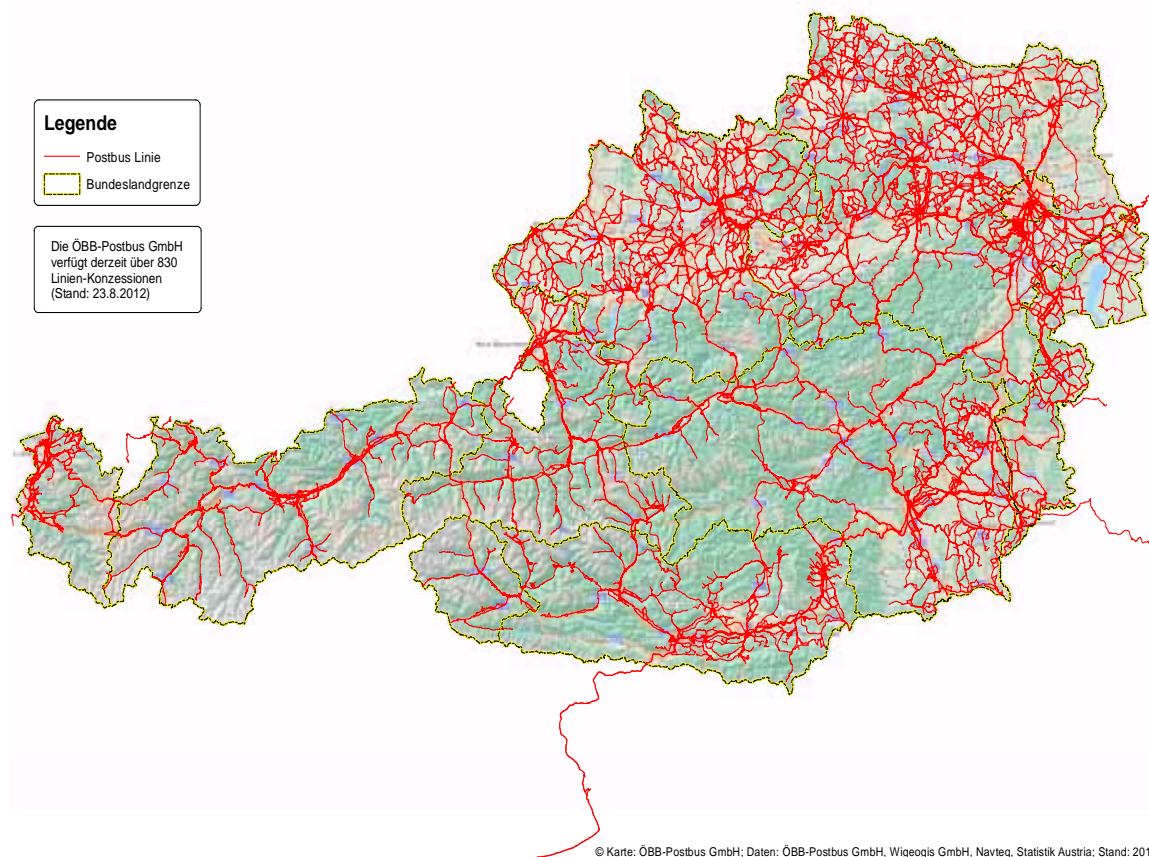 Legende
Postbus Linie
Bundeslandgrenze
Die ÖBB-Postbus GmbH
verfügt derzeit über 830
Linien-Konzessionen
(Stand: 23.8.2012)
© Karte: ÖBB-Postbus GmbH; Daten: ÖBB-Postbus GmbH, Wigeogis GmbH, Navteq, Statistik Austria; Stand: 201